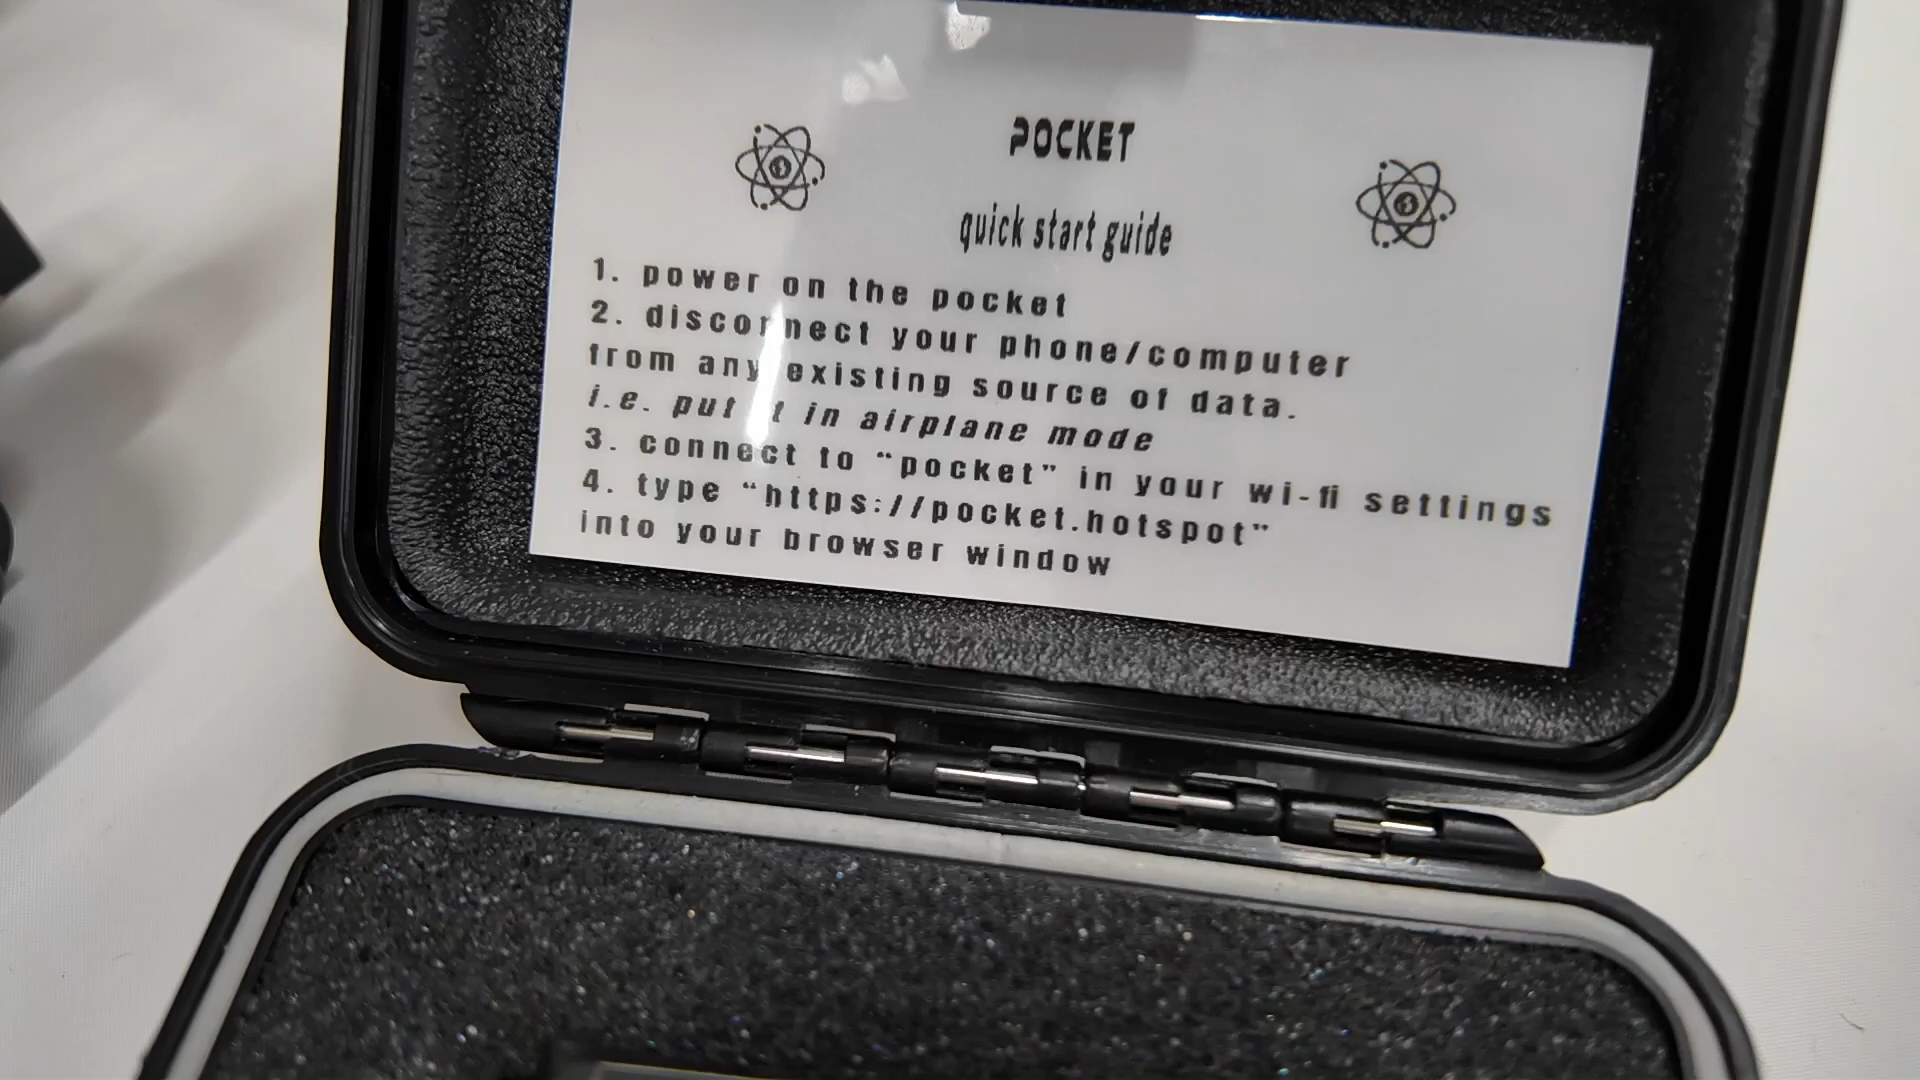 POCKET
quick start guide
1. power on the pocket
2. disconnect your phone/computer
from any existing source of data.
i.e. put it in airplane mode
3. connect to “pocket” in your wi-fi settings
4. type “https://pocket.hotspot”
into your browser window